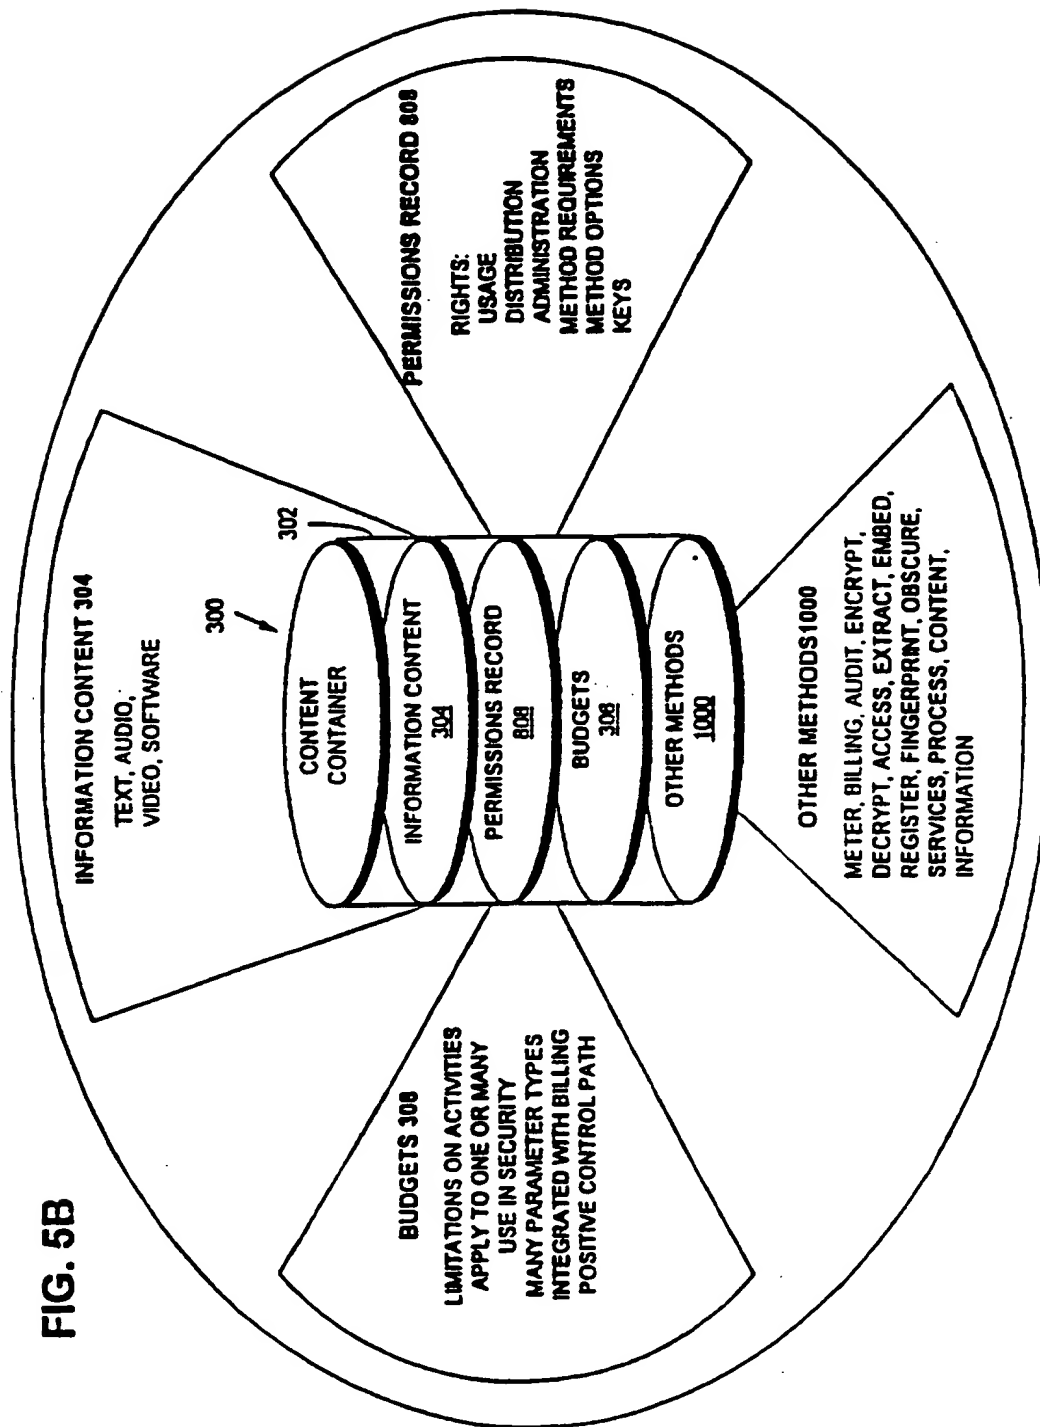 FIG. 5B
INFORMATION CONTENT 304
TEXT, AUDIO,
VIDEO, SOFTWARE
300
302
CONTENT
CONTAINER
INFORMATION CONTENT
304
PERMISSIONS RECORD
808
BUDGETS
308
OTHER METHODS
1000
BUDGETS 308
LIMITATIONS ON ACTIVITIES
APPLY TO ONE OR MANY
USE IN SECURITY
MANY PARAMETER TYPES
INTEGRATED WITH BILLING
POSITIVE CONTROL PATH
PERMISSIONS RECORD 808
RIGHTS:
USAGE
DISTRIBUTION
ADMINISTRATION
METHOD REQUIREMENTS
METHOD OPTIONS
KEYS
OTHER METHODS1000
METER, BILLING, AUDIT, ENCRYPT,
DECRYPT, ACCESS, EXTRACT, EMBED,
REGISTER, FINGERPRINT, OBSCURE,
SERVICES, PROCESS, CONTENT,
INFORMATION